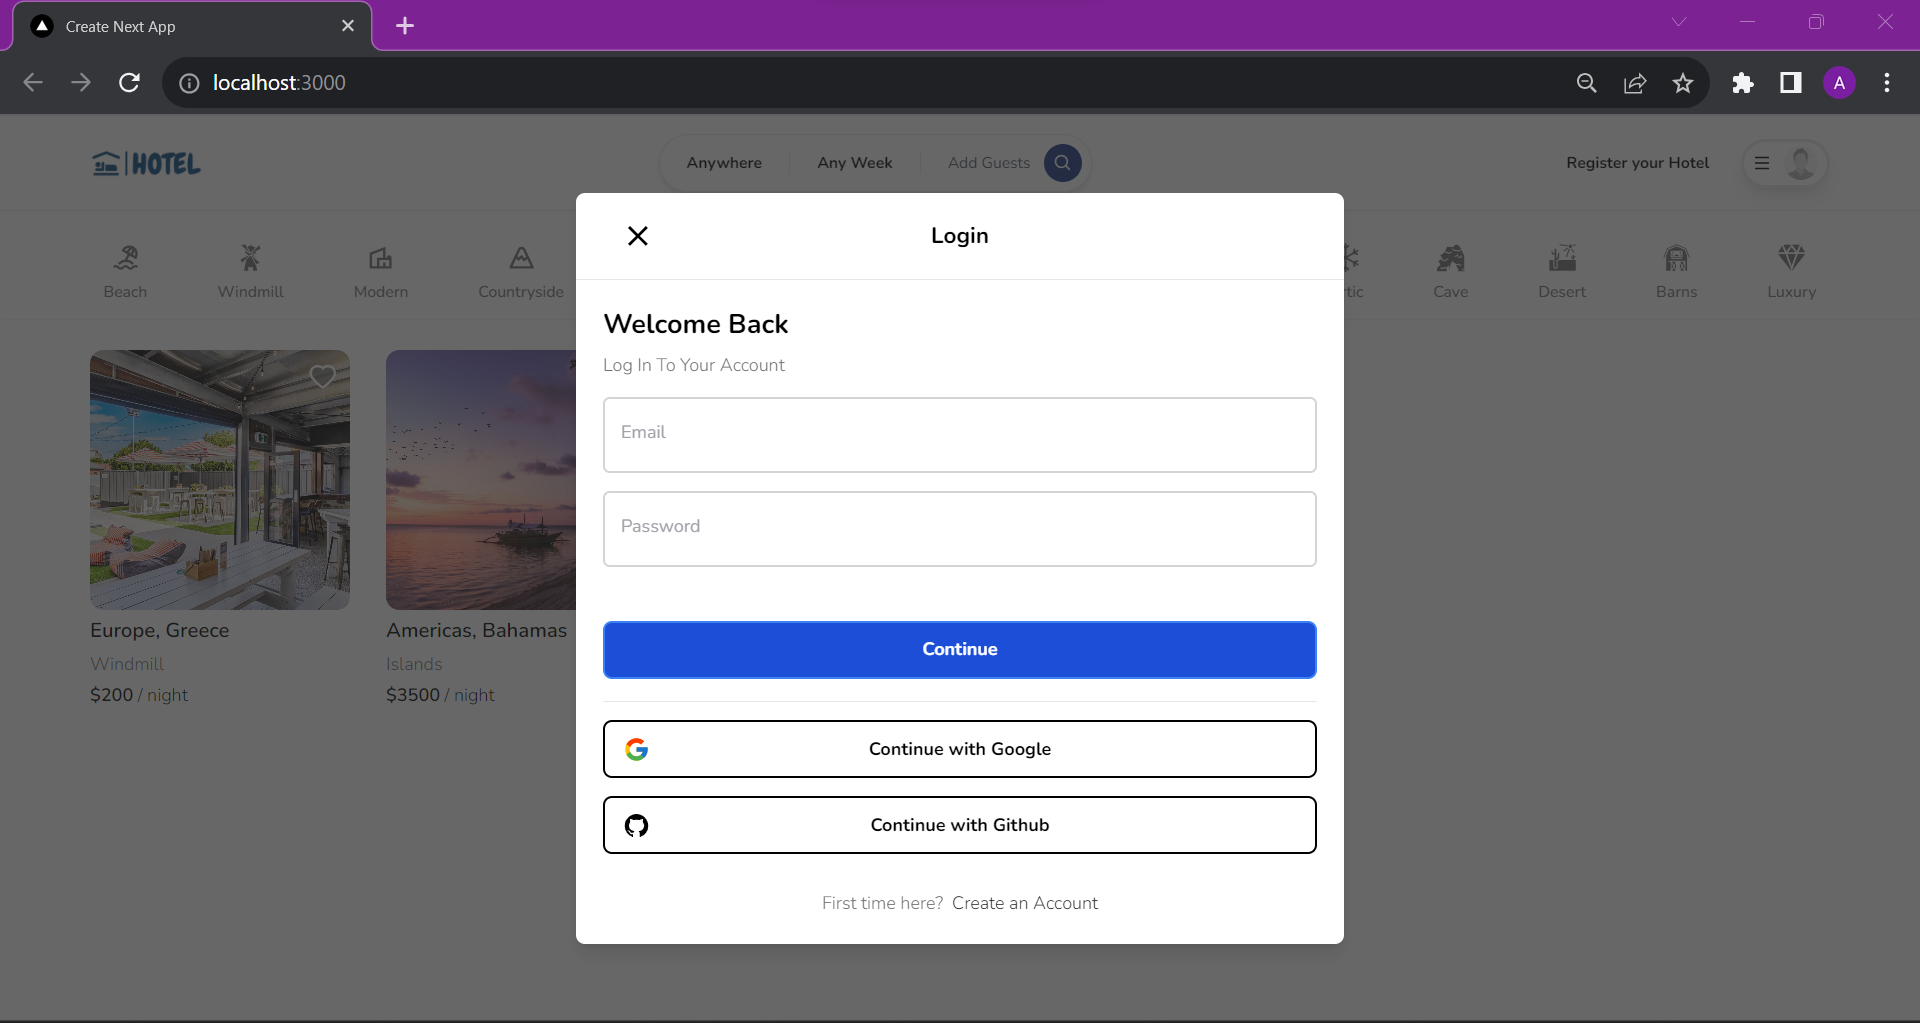 Create Next App
localhost:3000
A
HOTEL
Anywhere
Any Week
Add Guests
Register your Hotel
Login
Beach
Windmill
Modern
Countryside
tic
Cave
Desert
Barns
Luxury
Welcome Back
Log In To Your Account
Email
Password
Continue
Continue with Google
Continue with Github
First time here? Create an Account
Europe, Greece
Windmill
$200 / night
Americas, Bahamas
Islands
$3500 / night